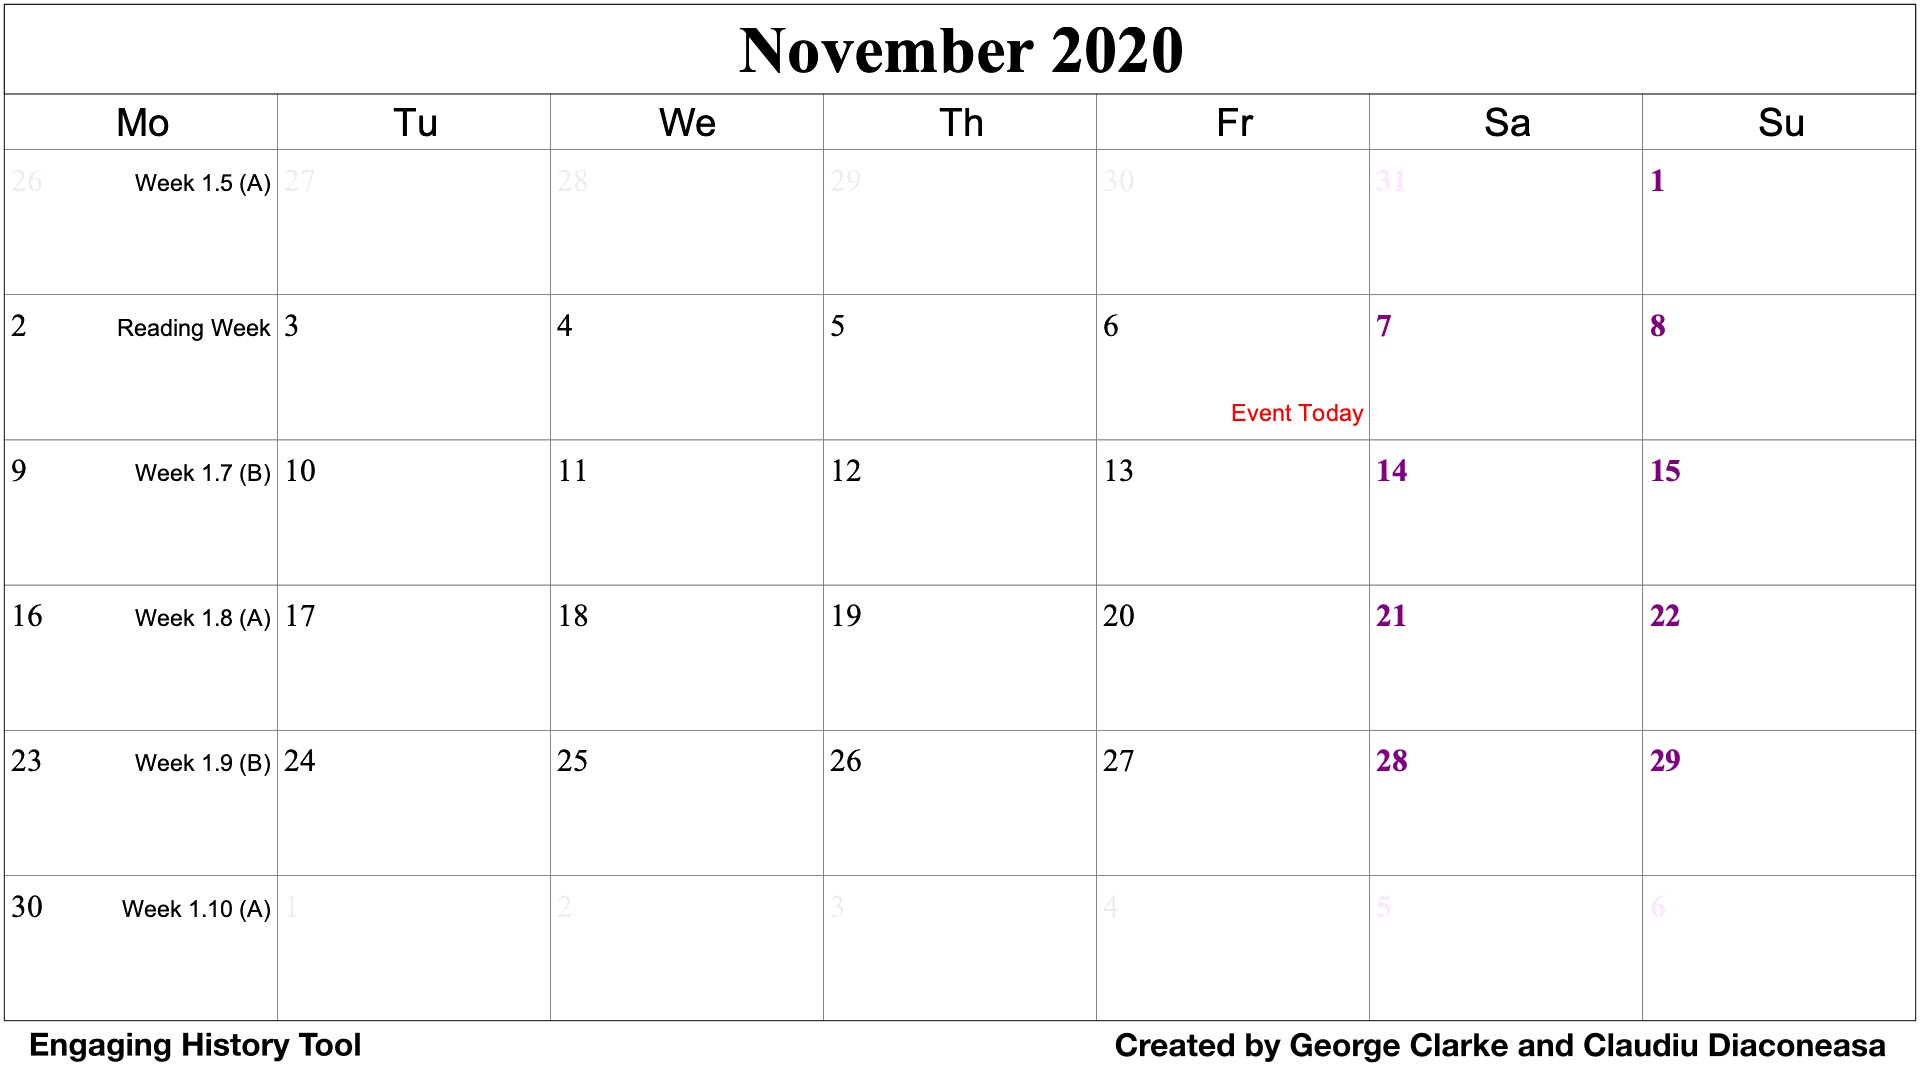 November 2020
Mo Tu We Th Fr Sa Su
26 Week 1.5 (A) 27 28 29 30 31 1
2 Reading Week 3 4 5 6 7 8
Event Today
9 Week 1.7 (B) 10 11 12 13 14 15
16 Week 1.8 (A) 17 18 19 20 21 22
23 Week 1.9 (B) 24 25 26 27 28 29
30 Week 1.10 (A) 1 2 3 4 5 6
Engaging History Tool Created by George Clarke and Claudiu Diaconeasa